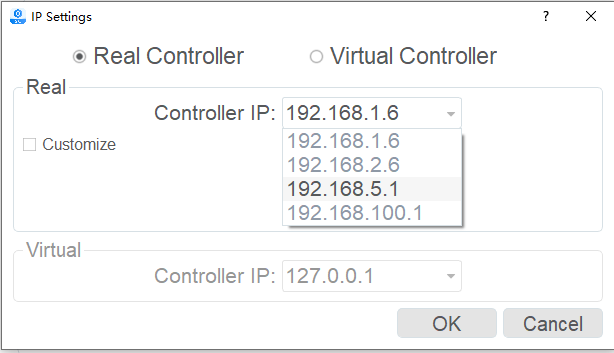 IP Settings
Real Controller
Virtual Controller
Real
Controller IP: 192.168.1.6
Customize
192.168.1.6
192.168.2.6
192.168.5.1
192.168.100.1
Virtual
Controller IP: 127.0.0.1
OK
Cancel